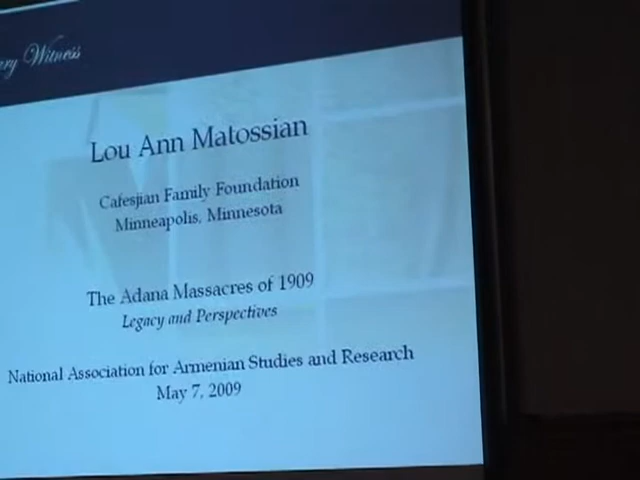 Witness
Lou Ann Matossian
Cafesjian Family Foundation
Minneapolis, Minnesota
The Adana Massacres of 1909
Legacy and Perspectives
National Association for Armenian Studies and Research
May 7, 2009